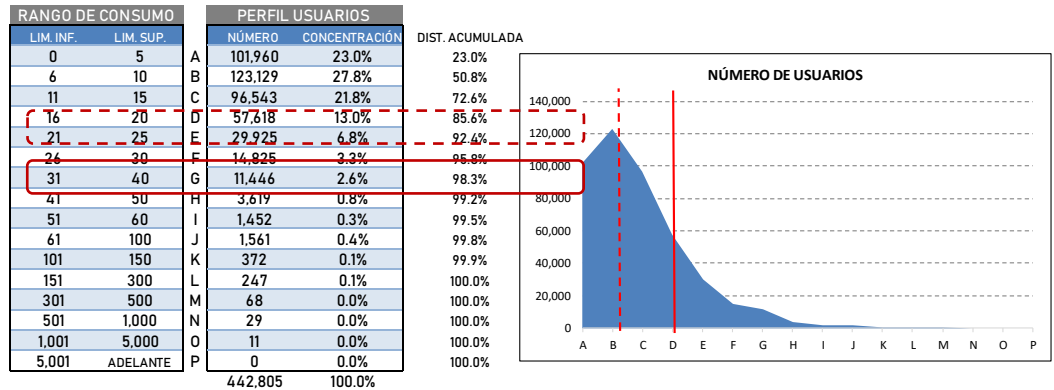 RANGO DE CONSUMO PERFIL USUARIOS
LIM. INF. LIM. SUP. NÚMERO CONCENTRACIÓN DIST. ACUMULADA
0 5 A 101,960 23.0% 23.0%
6 10 B 123,129 27.8% 50.8%
11 15 C 96,543 21.8% 72.6%
16 20 D 57,618 13.0% 85.6%
21 25 E 29,925 6.8% 92.4%
26 30 F 14,825 3.3% 95.8%
31 40 G 11,446 2.6% 98.3%
41 50 H 3,619 0.8% 99.2%
51 60 I 1,452 0.3% 99.5%
61 100 J 1,561 0.4% 99.8%
101 150 K 372 0.1% 99.9%
151 300 L 247 0.1% 100.0%
301 500 M 68 0.0% 100.0%
501 1,000 N 29 0.0% 100.0%
1,001 5,000 O 11 0.0% 100.0%
5,001 ADELANTE P 0 0.0% 100.0%
442,805 100.0%
NÚMERO DE USUARIOS
140,000
120,000
100,000
80,000
60,000
40,000
20,000
0
A B C D E F G H I J K L M N O P